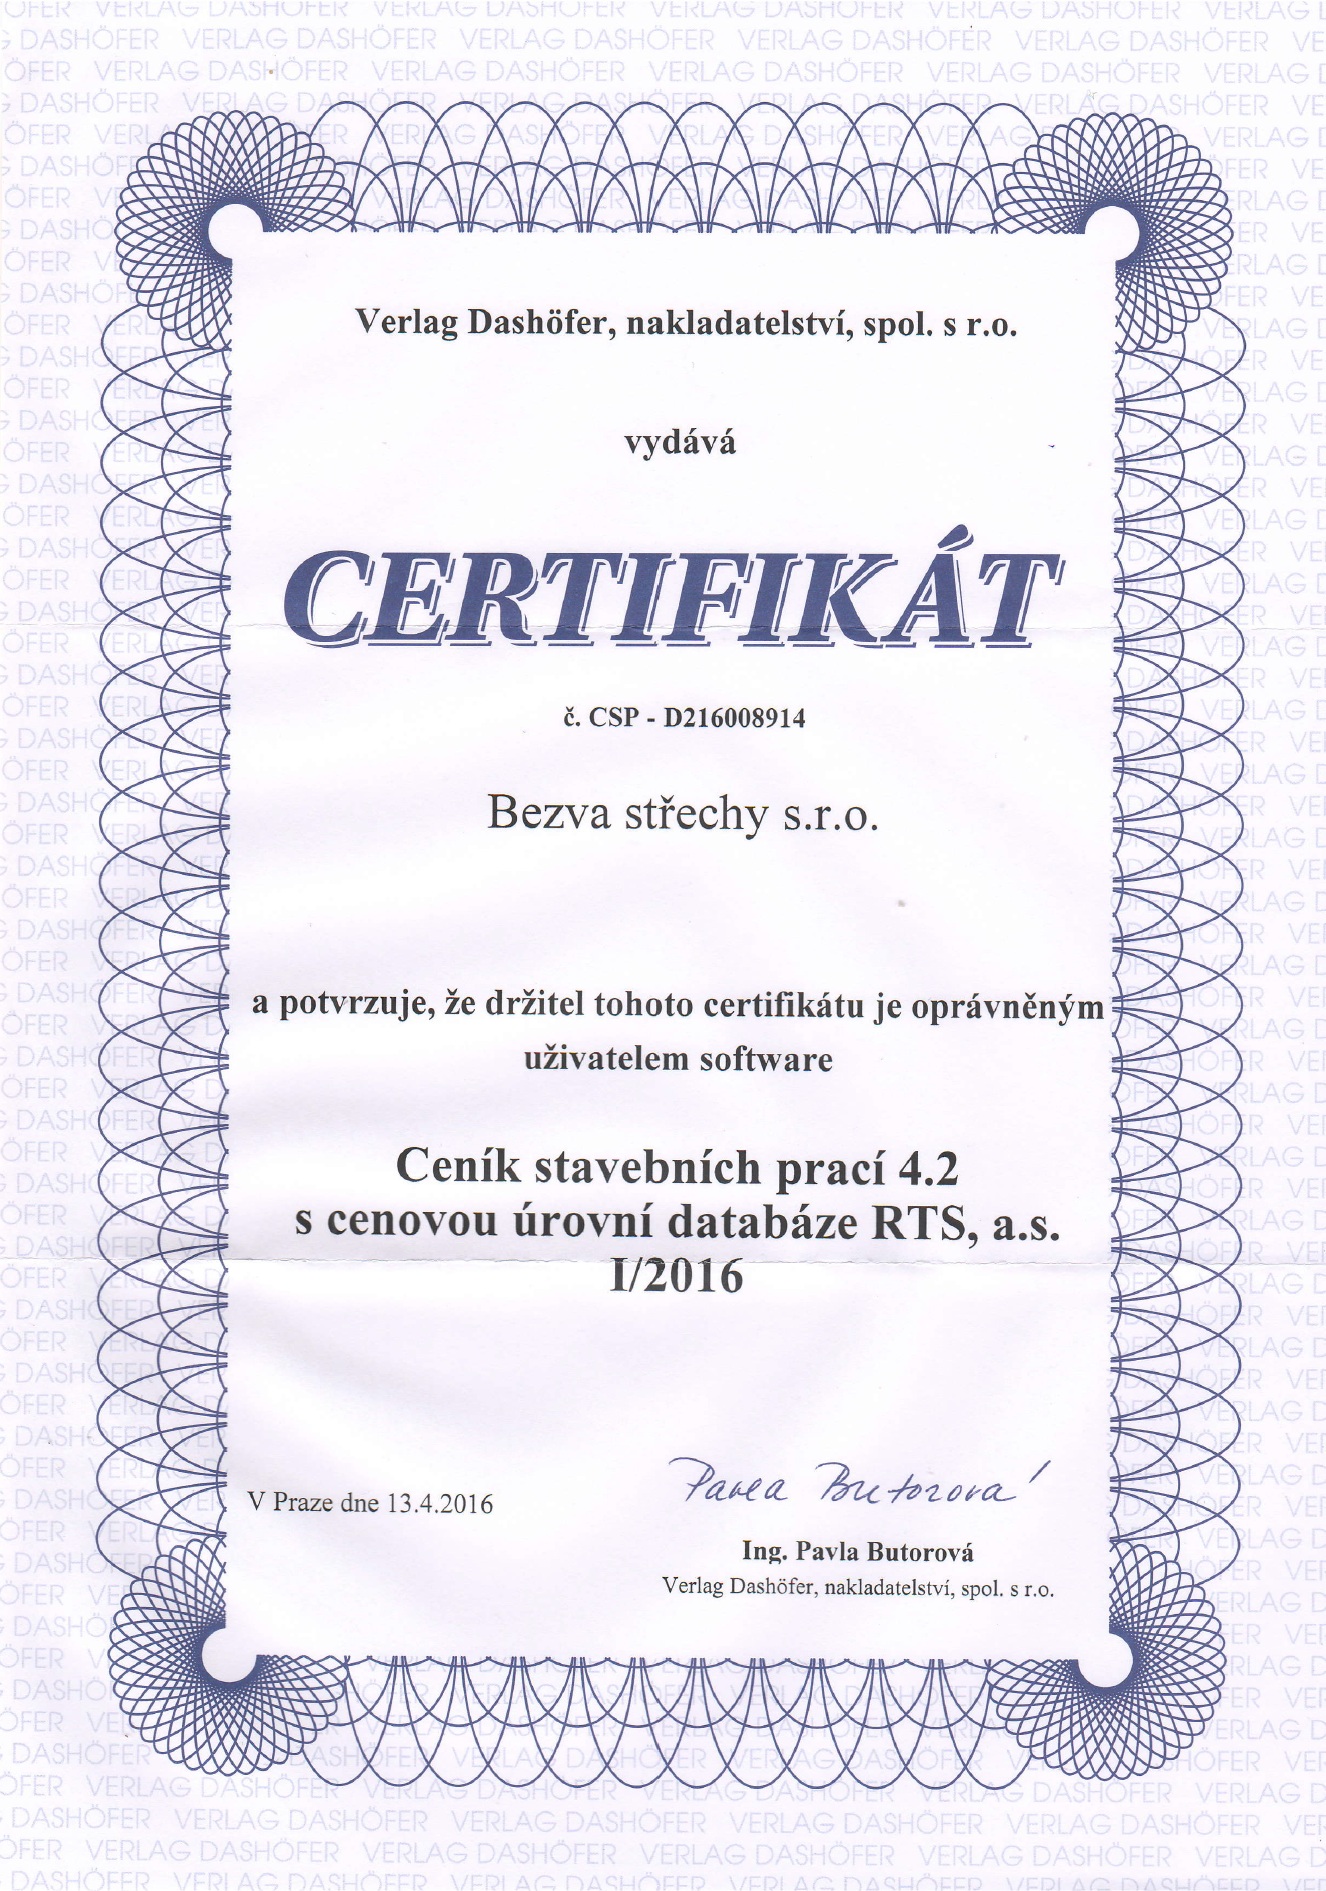 Verlag Dashöfer, nakladatelství, spol. s r.o.
vydává
CERTIFIKÁT
č. CSP - D216008914
Bezva střechy s.r.o.
a potvrzuje, že držitel tohoto certifikátu je oprávněným
uživatelem software
Ceník stavebních prací 4.2
s cenovou úrovní databáze RTS, a.s.
I/2016
Pavla Butorová
V Praze dne 13.4.2016
Ing. Pavla Butorová
Verlag Dashöfer, nakladatelství, spol. s r.o.